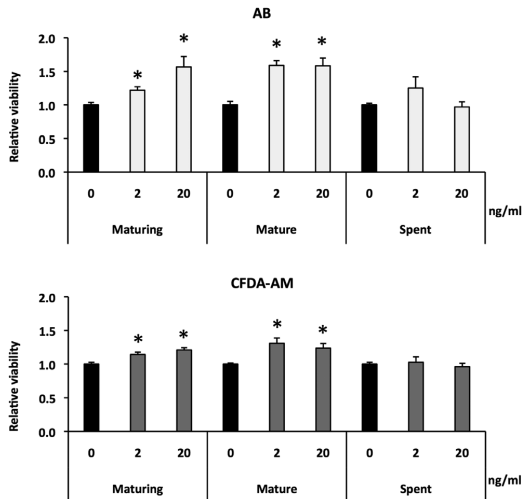 AB
Relative viability
2.0
1.5
1.0
0.5
0.0
* * * *
0 2 20 0 2 20 0 2 20
ng/ml
Maturing Mature Spent
CFDA-AM
Relative viability
2.0
1.5
1.0
0.5
0.0
* * * *
0 2 20 0 2 20 0 2 20
ng/ml
Maturing Mature Spent